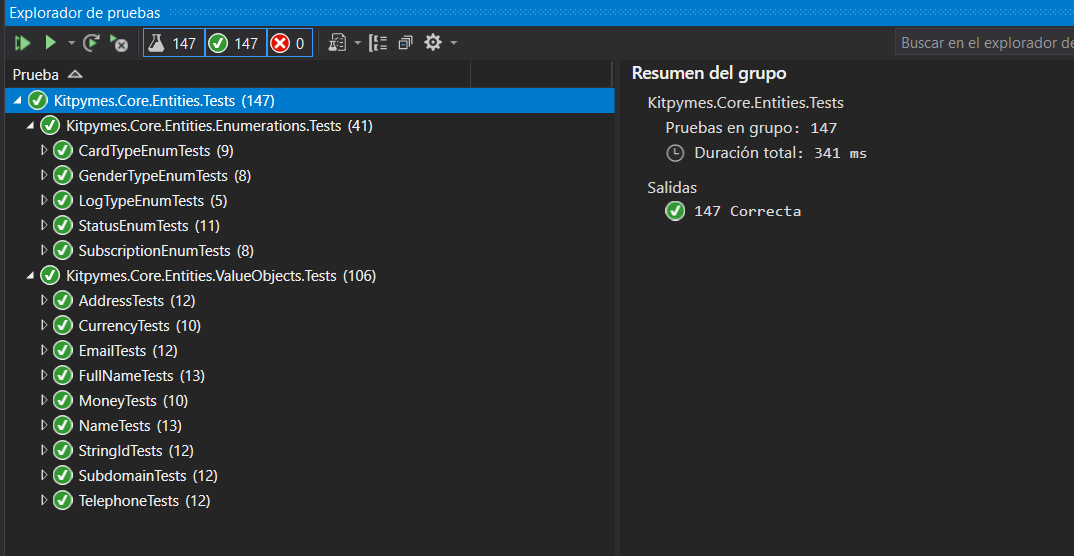 Explorador de pruebas
147 147 0
Buscar en el explorador de
Prueba
Kitpymes.Core.Entities.Tests (147)
Kitpymes.Core.Entities.Enumerations.Tests (41)
CardTypeEnumTests (9)
GenderTypeEnumTests (8)
LogTypeEnumTests (5)
StatusEnumTests (11)
SubscriptionEnumTests (8)
Kitpymes.Core.Entities.ValueObjects.Tests (106)
AddressTests (12)
CurrencyTests (10)
EmailTests (12)
FullNameTests (13)
MoneyTests (10)
NameTests (13)
StringIdTests (12)
SubdomainTests (12)
TelephoneTests (12)
Resumen del grupo
Kitpymes.Core.Entities.Tests
Pruebas en grupo: 147
Duración total: 341 ms
Salidas
147 Correcta